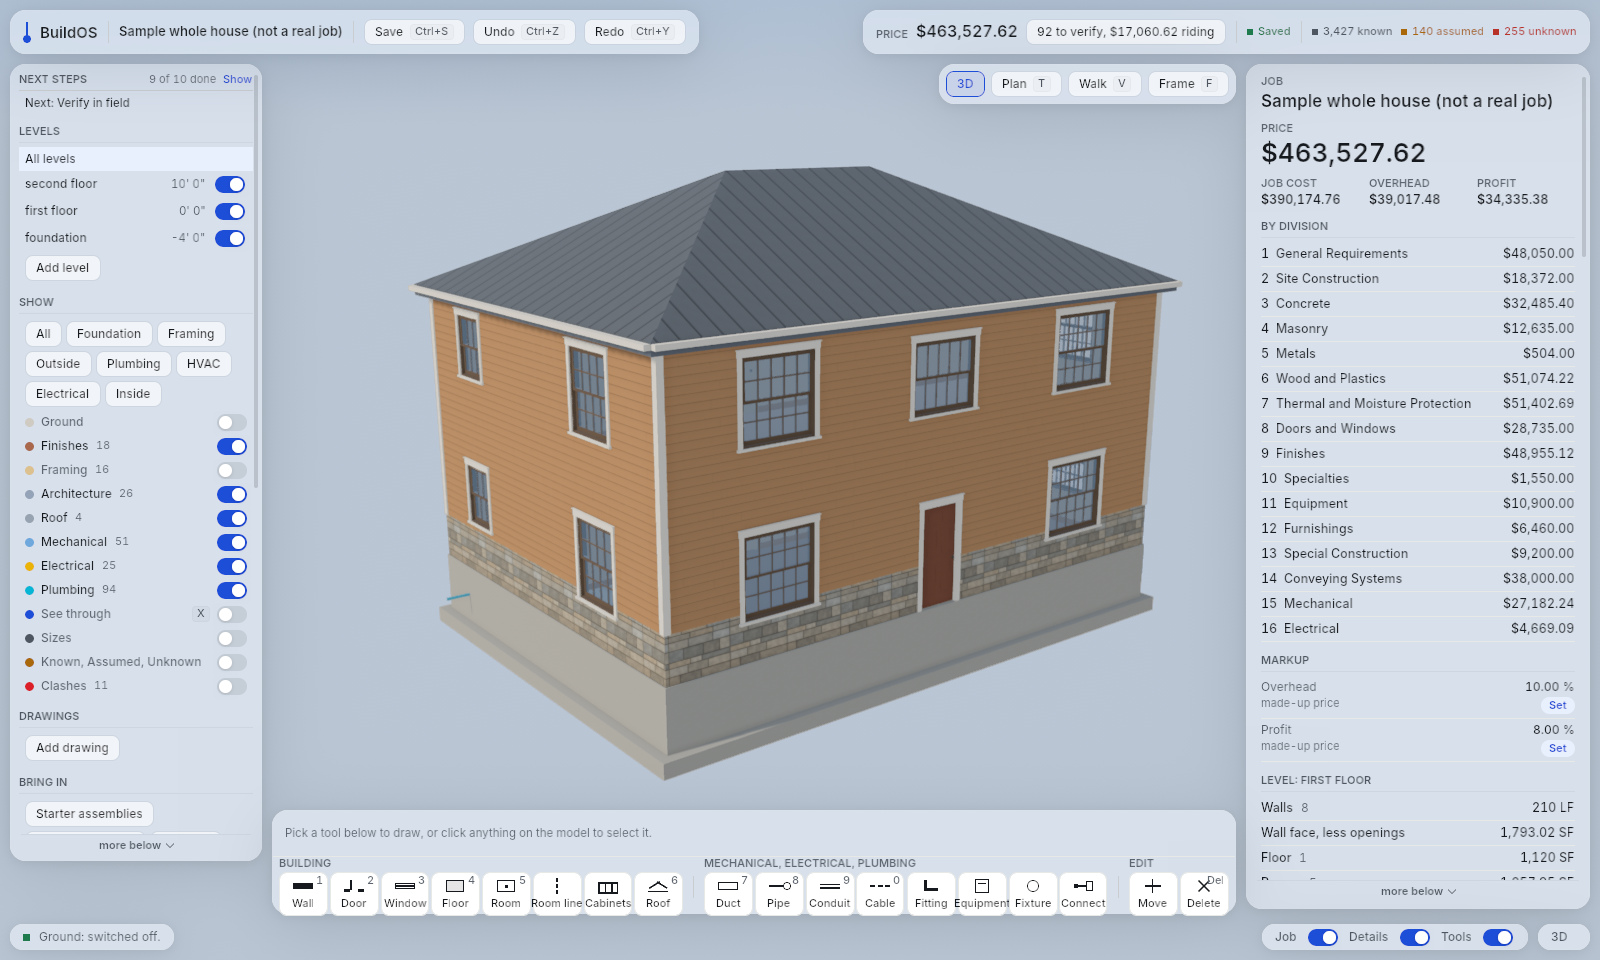 BuildOS
Sample whole house (not a real job)
Save Ctrl+S
Undo Ctrl+Z
Redo Ctrl+Y
PRICE $463,527.62
92 to verify, $17,060.62 riding
Saved
3,427 known
140 assumed
255 unknown
NEXT STEPS 9 of 10 done Show
Next: Verify in field
LEVELS
All levels
second floor 10' 0"
first floor 0' 0"
foundation -4' 0"
Add level
SHOW
All Foundation Framing
Outside Plumbing HVAC
Electrical Inside
Ground
Finishes 18
Framing 16
Architecture 26
Roof 4
Mechanical 51
Electrical 25
Plumbing 94
See through X
Sizes
Known, Assumed, Unknown
Clashes 11
DRAWINGS
Add drawing
BRING IN
Starter assemblies
more below
3D
Plan T
Walk V
Frame F
JOB
Sample whole house (not a real job)
PRICE
$463,527.62
JOB COST OVERHEAD PROFIT
$390,174.76 $39,017.48 $34,335.38
BY DIVISION
1 General Requirements $48,050.00
2 Site Construction $18,372.00
3 Concrete $32,485.40
4 Masonry $12,635.00
5 Metals $504.00
6 Wood and Plastics $51,074.22
7 Thermal and Moisture Protection $51,402.69
8 Doors and Windows $28,735.00
9 Finishes $48,955.12
10 Specialties $1,550.00
11 Equipment $10,900.00
12 Furnishings $6,460.00
13 Special Construction $9,200.00
14 Conveying Systems $38,000.00
15 Mechanical $27,182.24
16 Electrical $4,669.09
MARKUP
Overhead 10.00 %
made-up price Set
Profit 8.00 %
made-up price Set
LEVEL: FIRST FLOOR
Walls 8 210 LF
Wall face, less openings 1,793.02 SF
Floor 1 1,120 SF
more below
Pick a tool below to draw, or click anything on the model to select it.
BUILDING
Wall 1
Door 2
Window 3
Floor 4
Room 5
Room line
Cabinets
Roof 6
MECHANICAL, ELECTRICAL, PLUMBING
Duct 7
Pipe 8
Conduit 9
Cable 0
Fitting
Equipment
Fixture
Connect
EDIT
Move
Delete Del
Ground: switched off.
Job
Details
Tools
3D